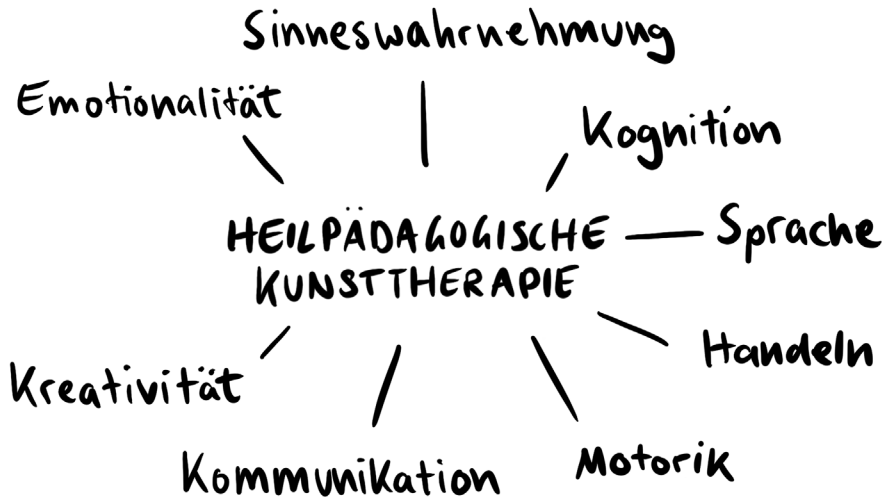 Sinneswahrnehmung
Emotionalität
Kognition
HEILPÄDAGOGISCHE
KUNSTTHERAPIE
Sprache
Handeln
Kreativität
Kommunikation
Motorik